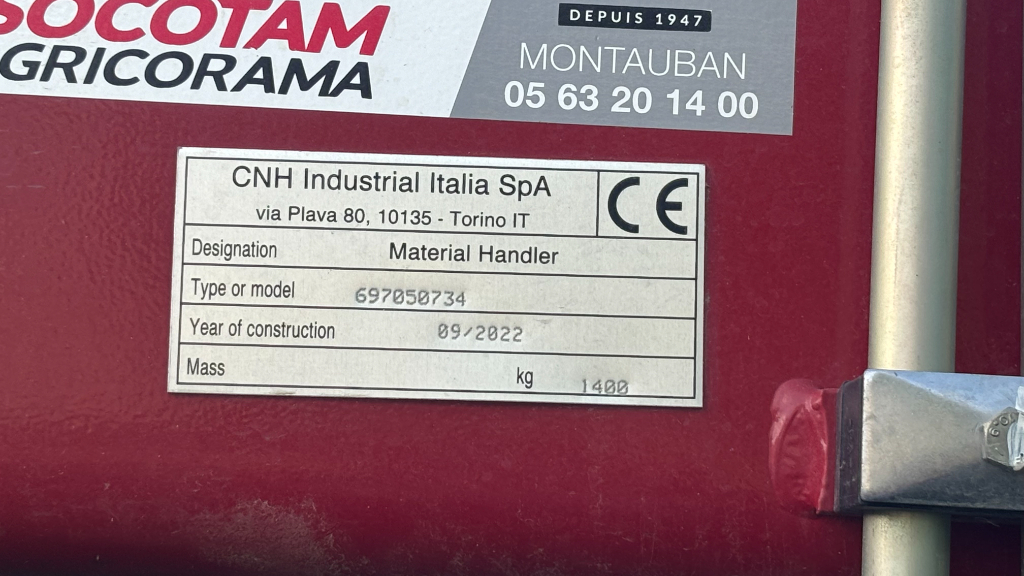 SOCOTAM
GRICORAMA
DEPUIS 1947
MONTAUBAN
05 63 20 14 00
CNH Industrial Italia SpA
via Plava 80, 10135 - Torino IT
CE
Designation Material Handler
Type or model 697050734
Year of construction 09/2022
Mass kg 1400